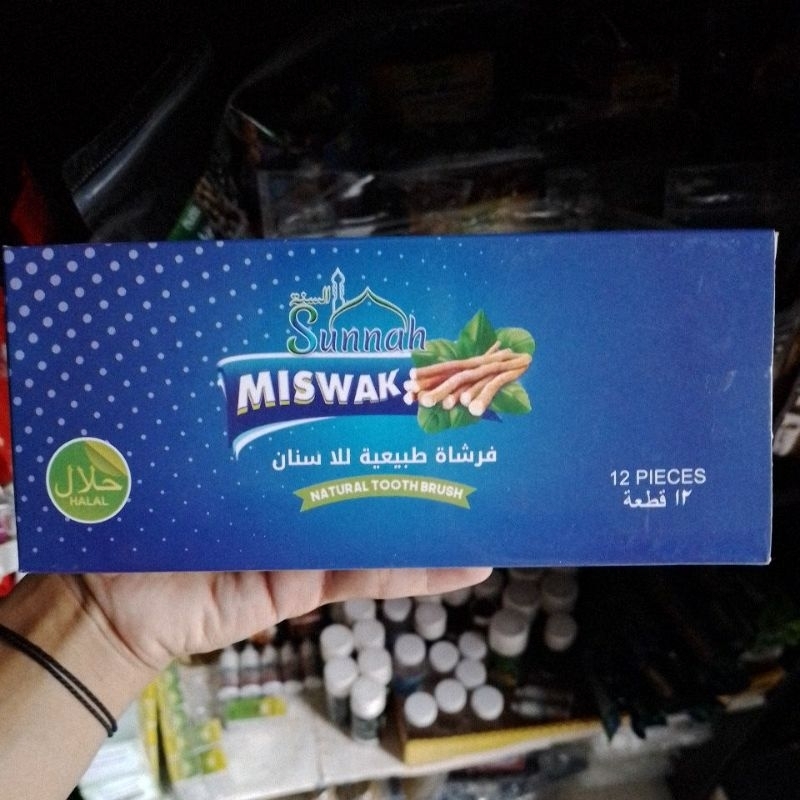 السنة
Sunnah
MISWAK
فرشاة طبيعية للا سنان
NATURAL TOOTH BRUSH
حلال
HALAL
12 PIECES
١٢ قطعة